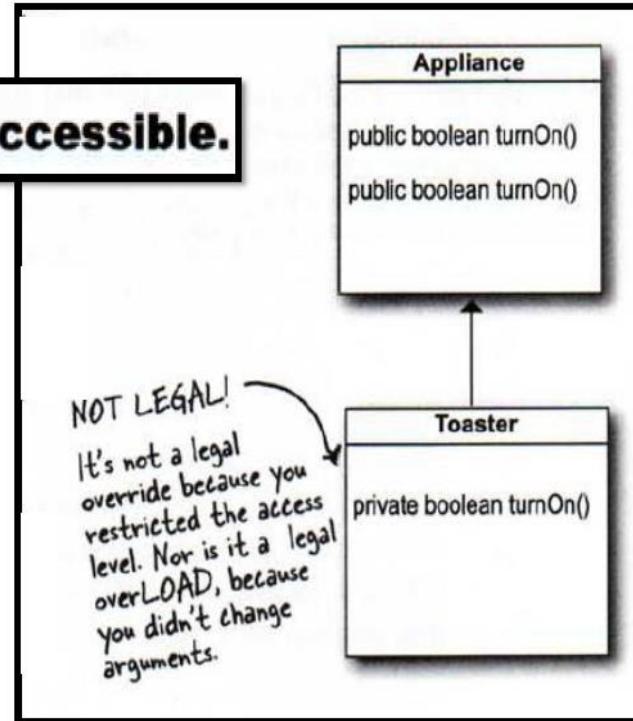 ccessible.
Appliance
public boolean turnOn()
public boolean turnOn()
NOT LEGAL!
It's not a legal
override because you
restricted the access
level. Nor is it a legal
overLOAD, because
you didn't change
arguments.
Toaster
private boolean turnOn()